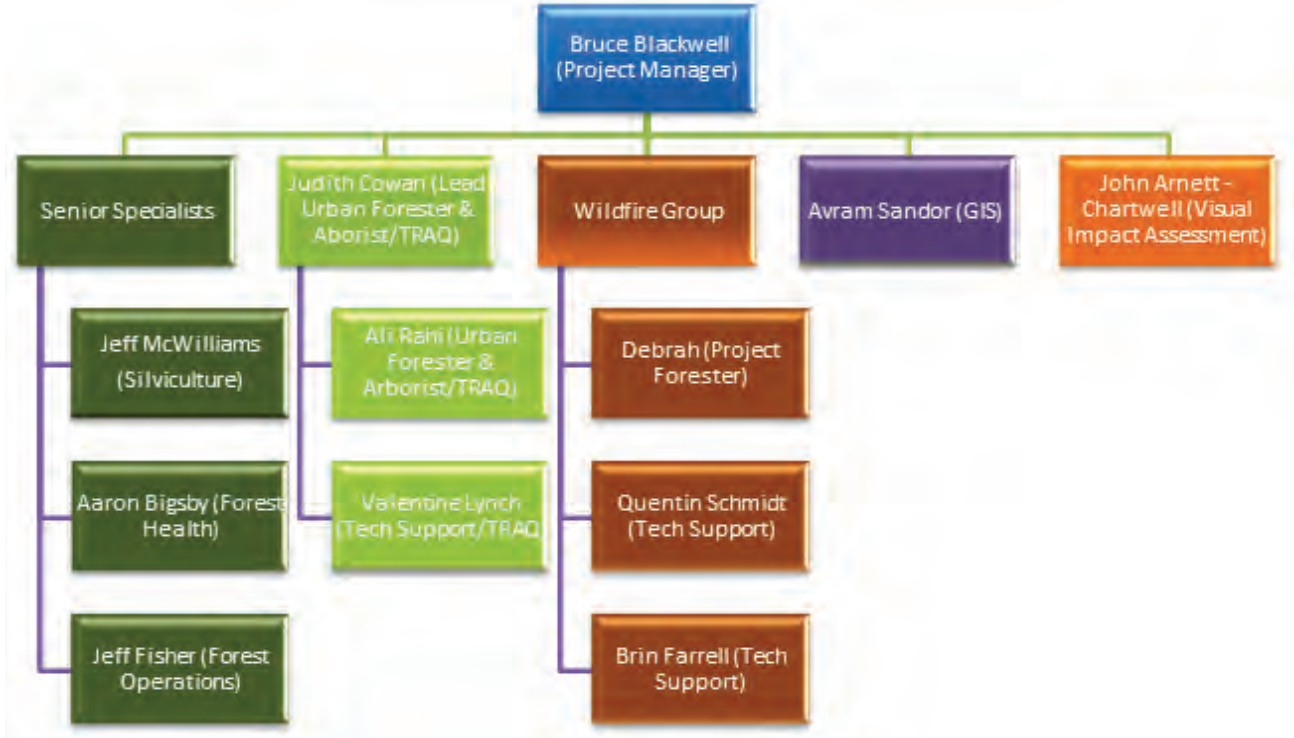 Bruce Blackwell
(Project Manager)
Senior Specialists
Judith Cowan (Lead
Urban Forester &
Aborist/TRAQ)
Wildfire Group
Avram Sandor (GIS)
John Arnett -
Chartwell (Visual
Impact Assessment)
Jeff McWilliams
(Silviculture)
Ali Rahi (Urban
Forester &
Arborist/TRAQ)
Debrah (Project
Forester)
Aaron Bigsby (Forest
Health)
Valentine Lynch
(Tech Support/TRAQ
Quentin Schmidt
(Tech Support)
Jeff Fisher (Forest
Operations)
Brin Farrell (Tech
Support)